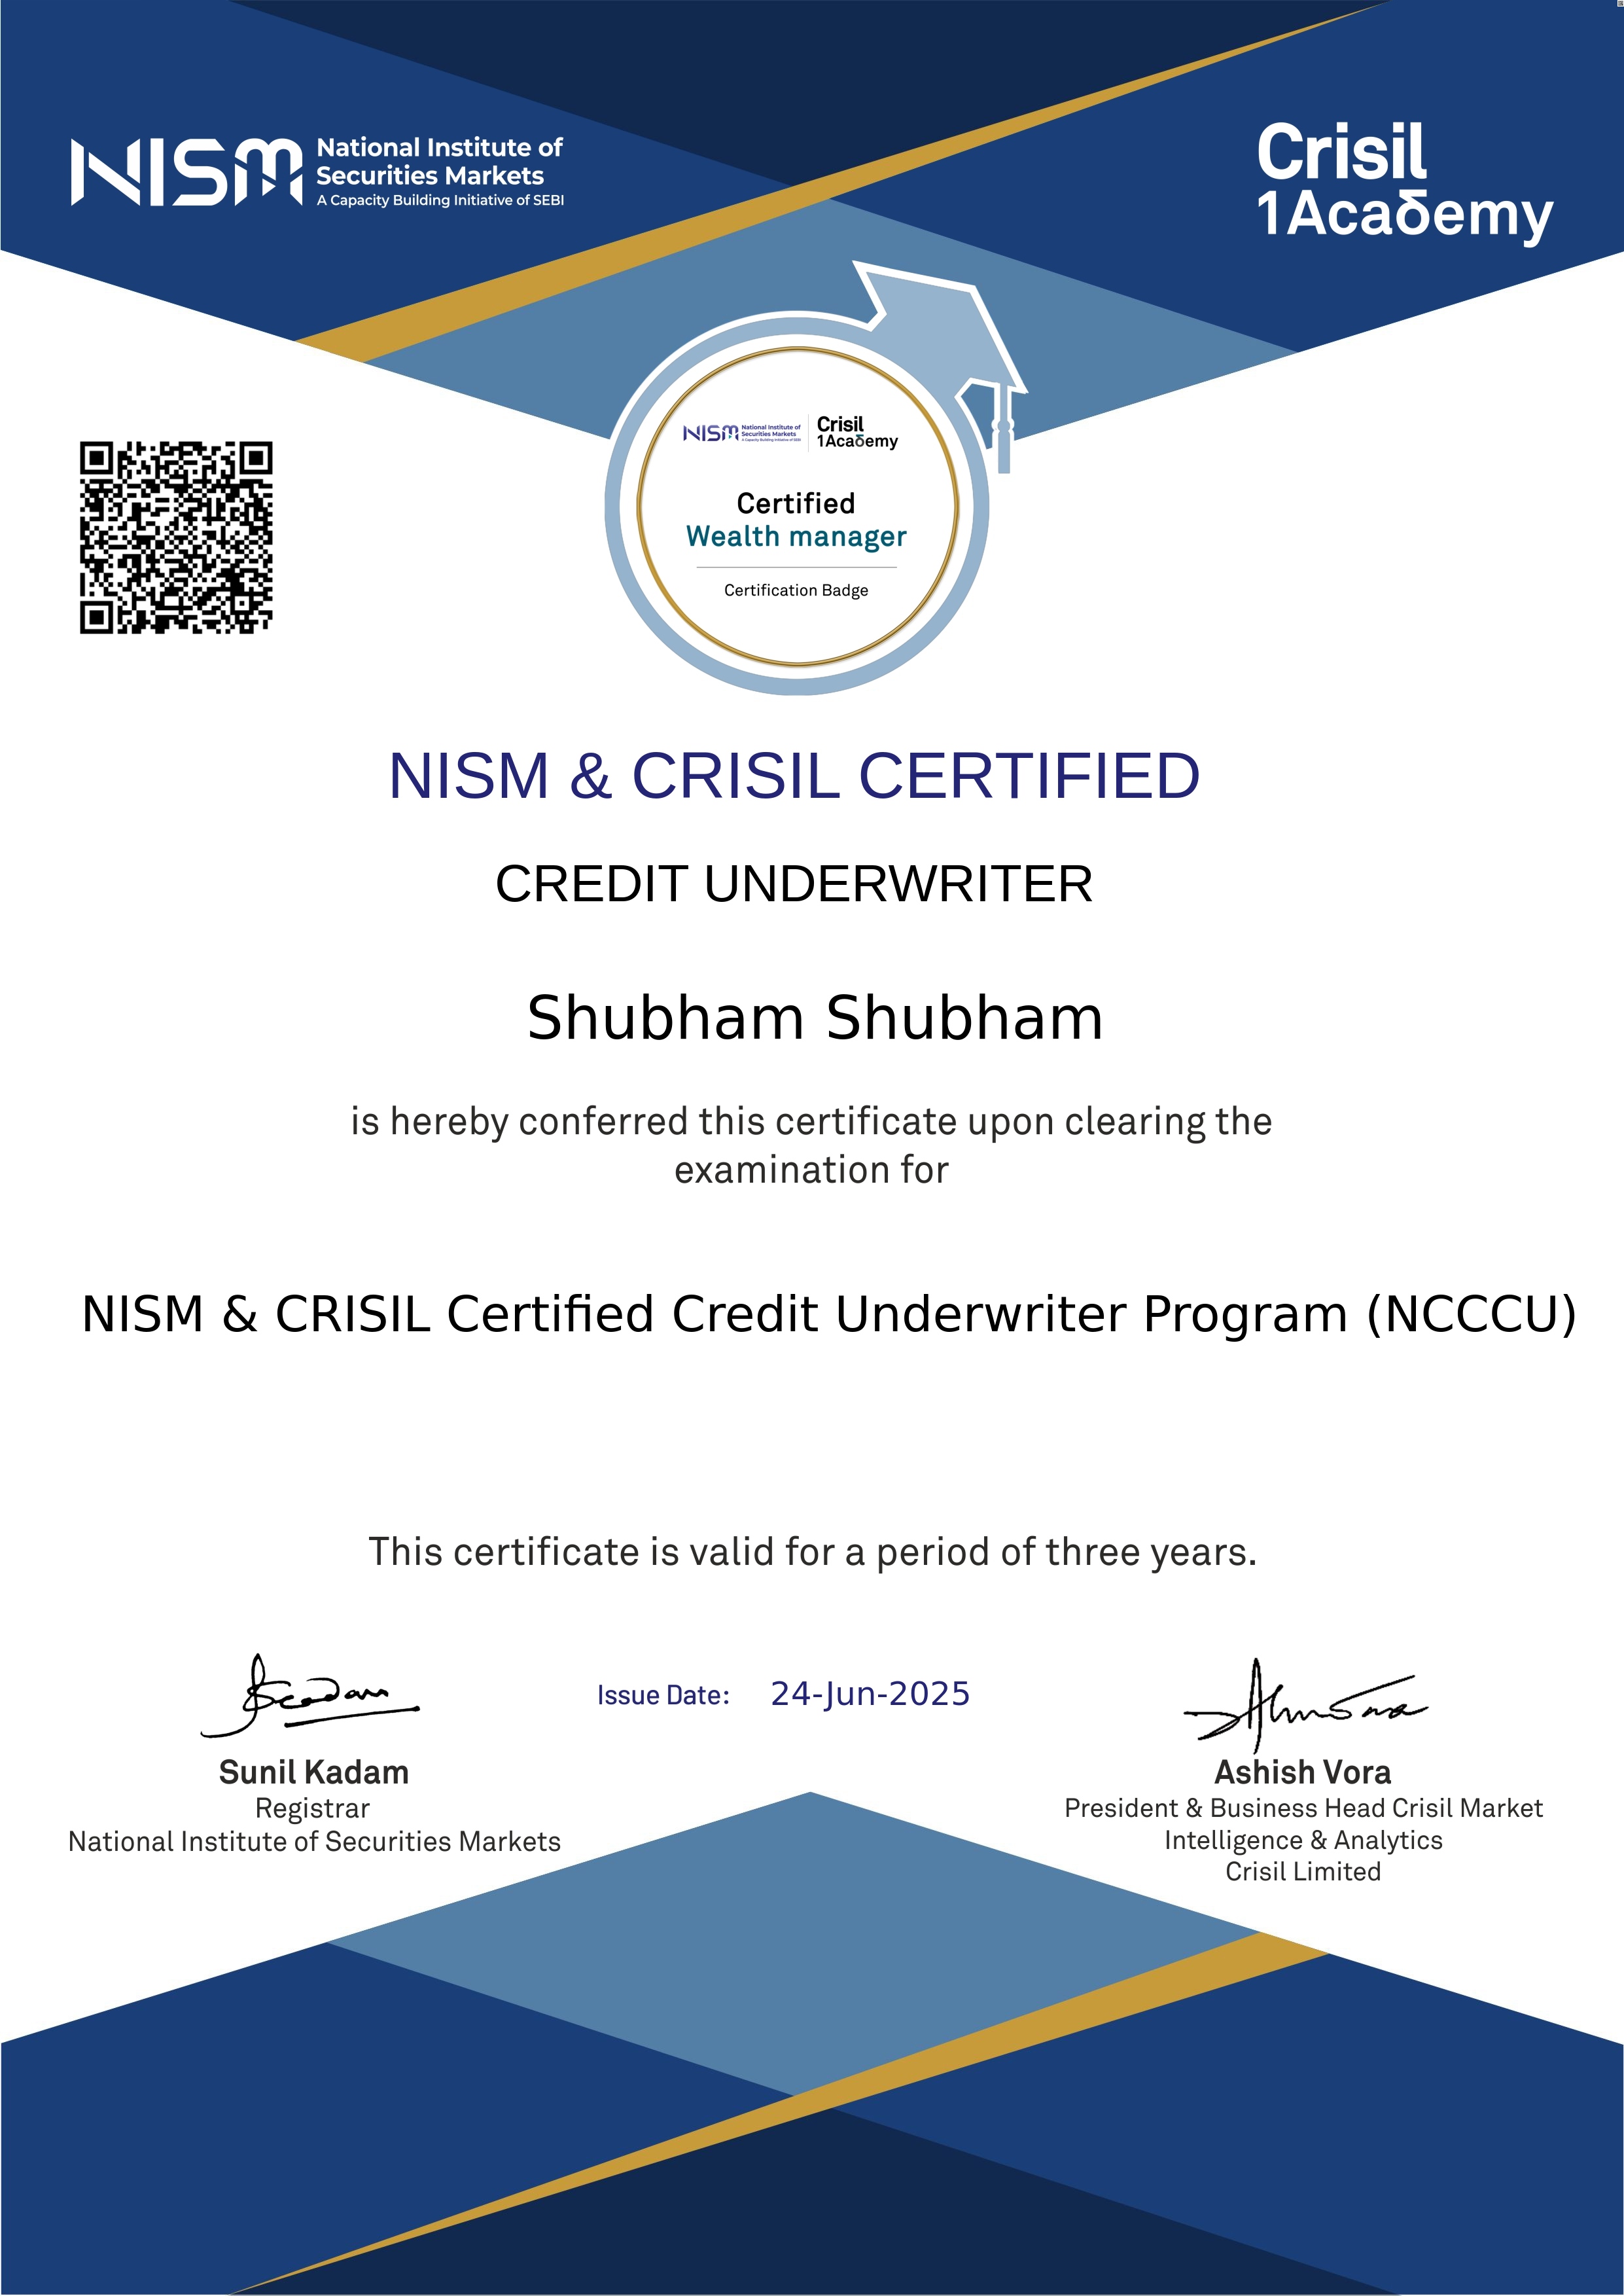 NISM National Institute of
Securities Markets
A Capacity Building Initiative of SEBI
Crisil
1Academy
NISM National Institute of
Securities Markets
A Capacity Building Initiative of SEBI
Crisil
1Academy
Certified
Wealth manager
Certification Badge
NISM & CRISIL CERTIFIED
CREDIT UNDERWRITER
Shubham Shubham
is hereby conferred this certificate upon clearing the
examination for
NISM & CRISIL Certified Credit Underwriter Program (NCCCU)
This certificate is valid for a period of three years.
Issue Date: 24-Jun-2025
Sunil Kadam
Registrar
National Institute of Securities Markets
Ashish Vora
President & Business Head Crisil Market
Intelligence & Analytics
Crisil Limited